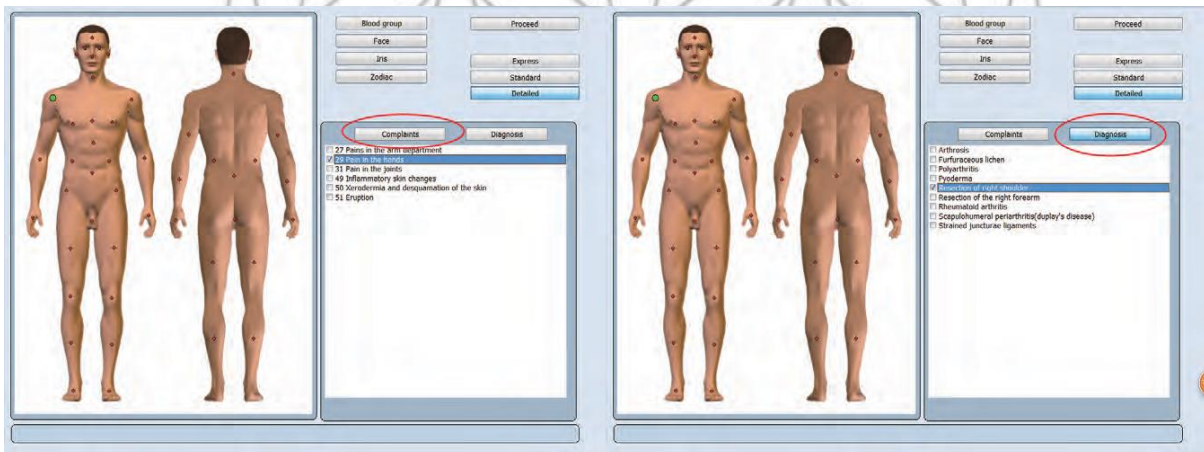 Blood group
Proceed
Face
Iris
Express
Zodiac
Standard
Detailed
Complaints
Diagnosis
27 Pains in the arm department
29 Pain in the hands
31 Pain in the joints
49 Inflammatory skin changes
50 Xerodermia and desquamation of the skin
51 Eruption
Blood group
Proceed
Face
Iris
Express
Zodiac
Standard
Detailed
Complaints
Diagnosis
Arthrosis
Furfuraceous lichen
Polyarthritis
Pyoderma
Resection of right shoulder
Resection of the right forearm
Rheumatoid arthritis
Scapulohumeral periarthritis(duplay's disease)
Strained juncturae ligaments